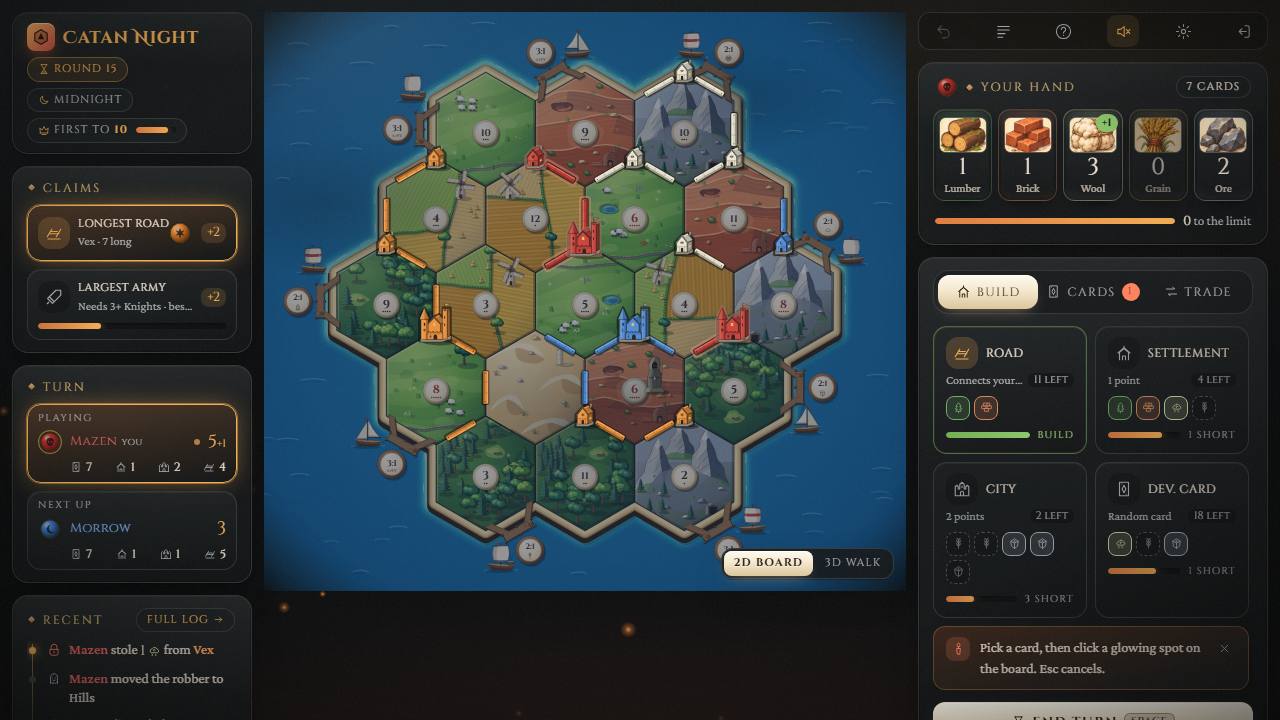 CATAN NIGHT
ROUND 15
MIDNIGHT
FIRST TO 10
CLAIMS
LONGEST ROAD
Vex · 7 long
+2
LARGEST ARMY
Needs 3+ Knights · bes...
+2
TURN
PLAYING
MAZEN YOU
5+1
7 1 2 4
NEXT UP
MORROW
3
7 1 1 5
RECENT
FULL LOG →
Mazen stole 1 from Vex
Mazen moved the robber to
Hills
3:1
2:1
3:1
10 9 10
4 12 6 11
2:1
2:1
9 3 5 4 8
8 6 5
2:1
3:1
3 11 2
2:1
2D BOARD
3D WALK
YOUR HAND
7 CARDS
+1
1 1 3 0 2
Lumber Brick Wool Grain Ore
0 to the limit
BUILD
CARDS 1
TRADE
ROAD
Connects your... 11 LEFT
BUILD
SETTLEMENT
1 point 4 LEFT
1 SHORT
CITY
2 points 2 LEFT
3 SHORT
DEV. CARD
Random card 18 LEFT
1 SHORT
Pick a card, then click a glowing spot on
the board. Esc cancels.
END TURN SPACE